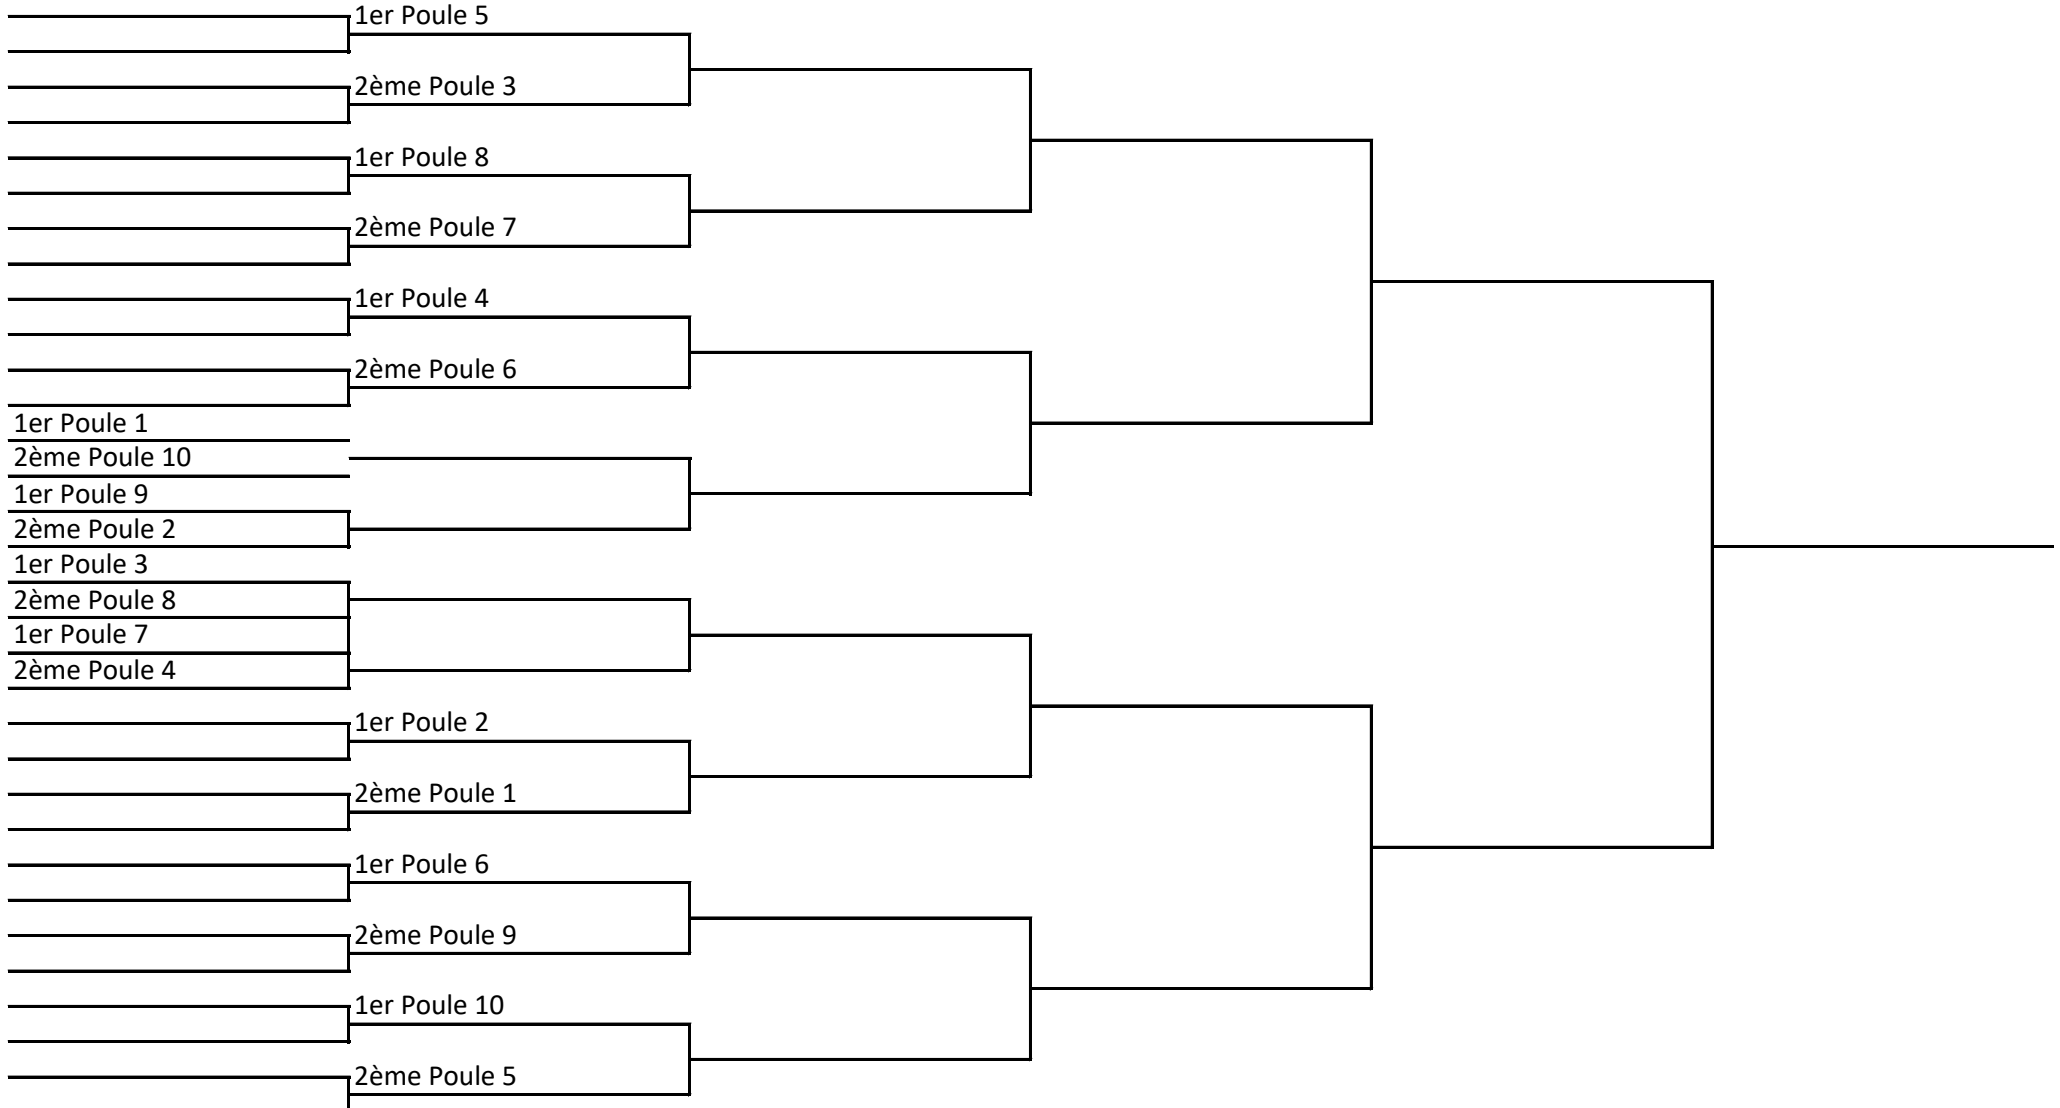 1er Poule 5
2ème Poule 3
1er Poule 8
2ème Poule 7
1er Poule 4
2ème Poule 6
1er Poule 1
2ème Poule 10
1er Poule 9
2ème Poule 2
1er Poule 3
2ème Poule 8
1er Poule 7
2ème Poule 4
1er Poule 2
2ème Poule 1
1er Poule 6
2ème Poule 9
1er Poule 10
2ème Poule 5